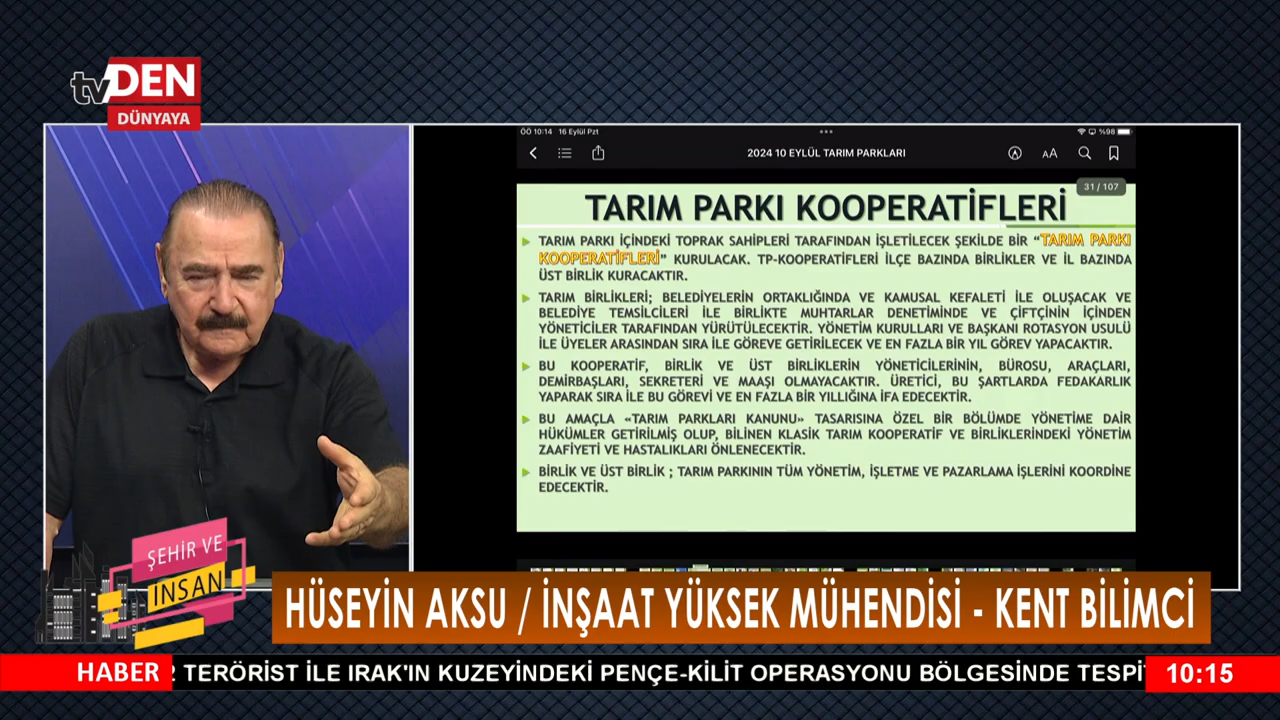 tvDEN
DÜNYAYA
ÖÖ 10:14 16 Eylül Pzt
%98
2024 10 EYLÜL TARIM PARKLARI
AA
31 / 107
TARIM PARKI KOOPERATİFLERİ
TARIM PARKI İÇİNDEKİ TOPRAK SAHİPLERİ TARAFINDAN İŞLETİLECEK ŞEKİLDE BİR “TARIM PARKI
KOOPERATİFLERİ” KURULACAK. TP-KOOPERATİFLERİ İLÇE BAZINDA BİRLİKLER VE İL BAZINDA
ÜST BİRLİK KURACAKTIR.
TARIM BİRLİKLERİ; BELEDİYELERİN ORTAKLIĞINDA VE KAMUSAL KEFALETİ İLE OLUŞACAK VE
BELEDİYE TEMSİLCİLERİ İLE BİRLİKTE MUHTARLAR DENETİMİNDE VE ÇİFTÇİNİN İÇİNDEN
YÖNETİCİLER TARAFINDAN YÜRÜTÜLECEKTİR. YÖNETİM KURULLARI VE BAŞKANI ROTASYON USULÜ
İLE ÜYELER ARASINDAN SIRA İLE GÖREVE GETİRİLECEK VE EN FAZLA BİR YIL GÖREV YAPACAKTIR.
BU KOOPERATİF, BİRLİK VE ÜST BİRLİKLERİN YÖNETİCİLERİNİN, BÜROSU, ARAÇLARI,
DEMİRBAŞLARI, SEKRETERİ VE MAAŞI OLMAYACAKTIR. ÜRETİCİ, BU ŞARTLARDA FEDAKARLIK
YAPARAK SIRA İLE BU GÖREVİ VE EN FAZLA BİR YILLIĞINA İFA EDECEKTİR.
BU AMAÇLA «TARIM PARKLARI KANUNU» TASARISINA ÖZEL BİR BÖLÜMDE YÖNETİME DAİR
HÜKÜMLER GETİRİLMİŞ OLUP, BİLİNEN KLASİK TARIM KOOPERATİF VE BİRLİKLERİNDEKİ YÖNETİM
ZAAFİYETİ VE HASTALIKLARI ÖNLENECEKTİR.
BİRLİK VE ÜST BİRLİK ; TARIM PARKININ TÜM YÖNETİM, İŞLETME VE PAZARLAMA İŞLERİNİ KOORDİNE
EDECEKTİR.
ŞEHİR VE
İNSAN
HÜSEYİN AKSU / İNŞAAT YÜKSEK MÜHENDİSİ - KENT BİLİMCİ
HABER
2 TERÖRİST İLE IRAK'IN KUZEYİNDEKİ PENÇE-KİLİT OPERASYONU BÖLGESİNDE TESPİT
10:15